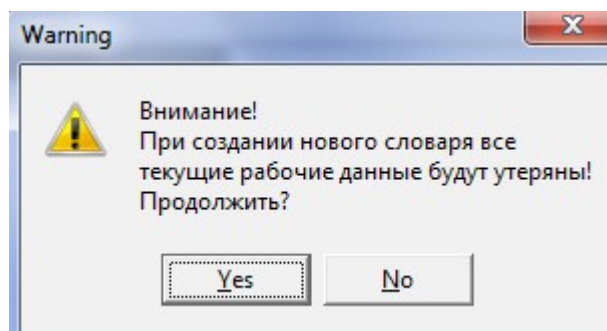 Warning
Внимание!
При создании нового словаря все
текущие рабочие данные будут утеряны!
Продолжить?
Yes
No